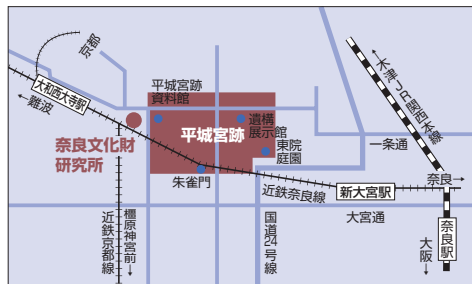 京都
大和西大寺駅
←難波
平城宮跡
資料館
奈良文化財
研究所
平城宮跡
遺構
展示館
東院
庭園
朱雀門
←木津
JR関西本線
一条通
奈良→
近鉄奈良線
新大宮駅
大宮通
近鉄京都線
橿原神宮前→
国道24号線
奈良駅
大阪→